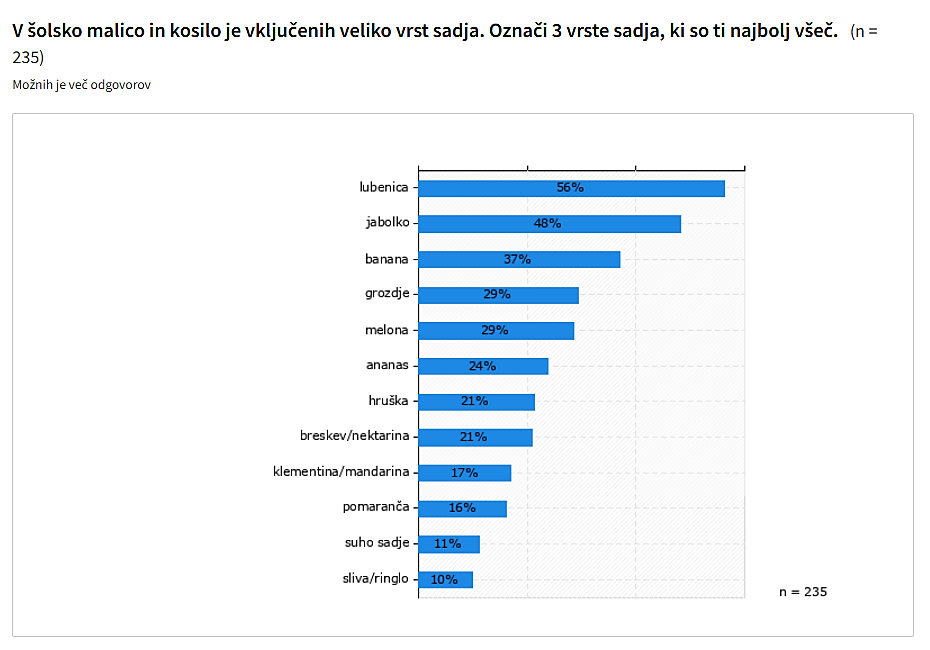 V šolsko malico in kosilo je vključenih veliko vrst sadja. Označi 3 vrste sadja, ki so ti najbolj všeč. (n =
235)
Možnih je več odgovorov
lubenica 56%
jabolko 48%
banana 37%
grozdje 29%
melona 29%
ananas 24%
hruška 21%
breskev/nektarina 21%
klementina/mandarina 17%
pomaranča 16%
suho sadje 11%
sliva/ringlo 10%
n = 235